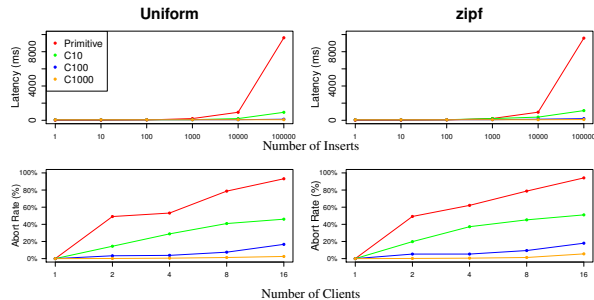 Uniform
zipf
Latency (ms)
8000
4000
0
Primitive
C10
C100
C1000
1 10 100 1000 10000 100000
Latency (ms)
8000
4000
0
1 10 100 1000 10000 100000
Number of Inserts
Abort Rate (%)
100%
80%
60%
40%
20%
0%
1 2 4 8 16
Abort Rate (%)
100%
80%
60%
40%
20%
0%
1 2 4 8 16
Number of Clients